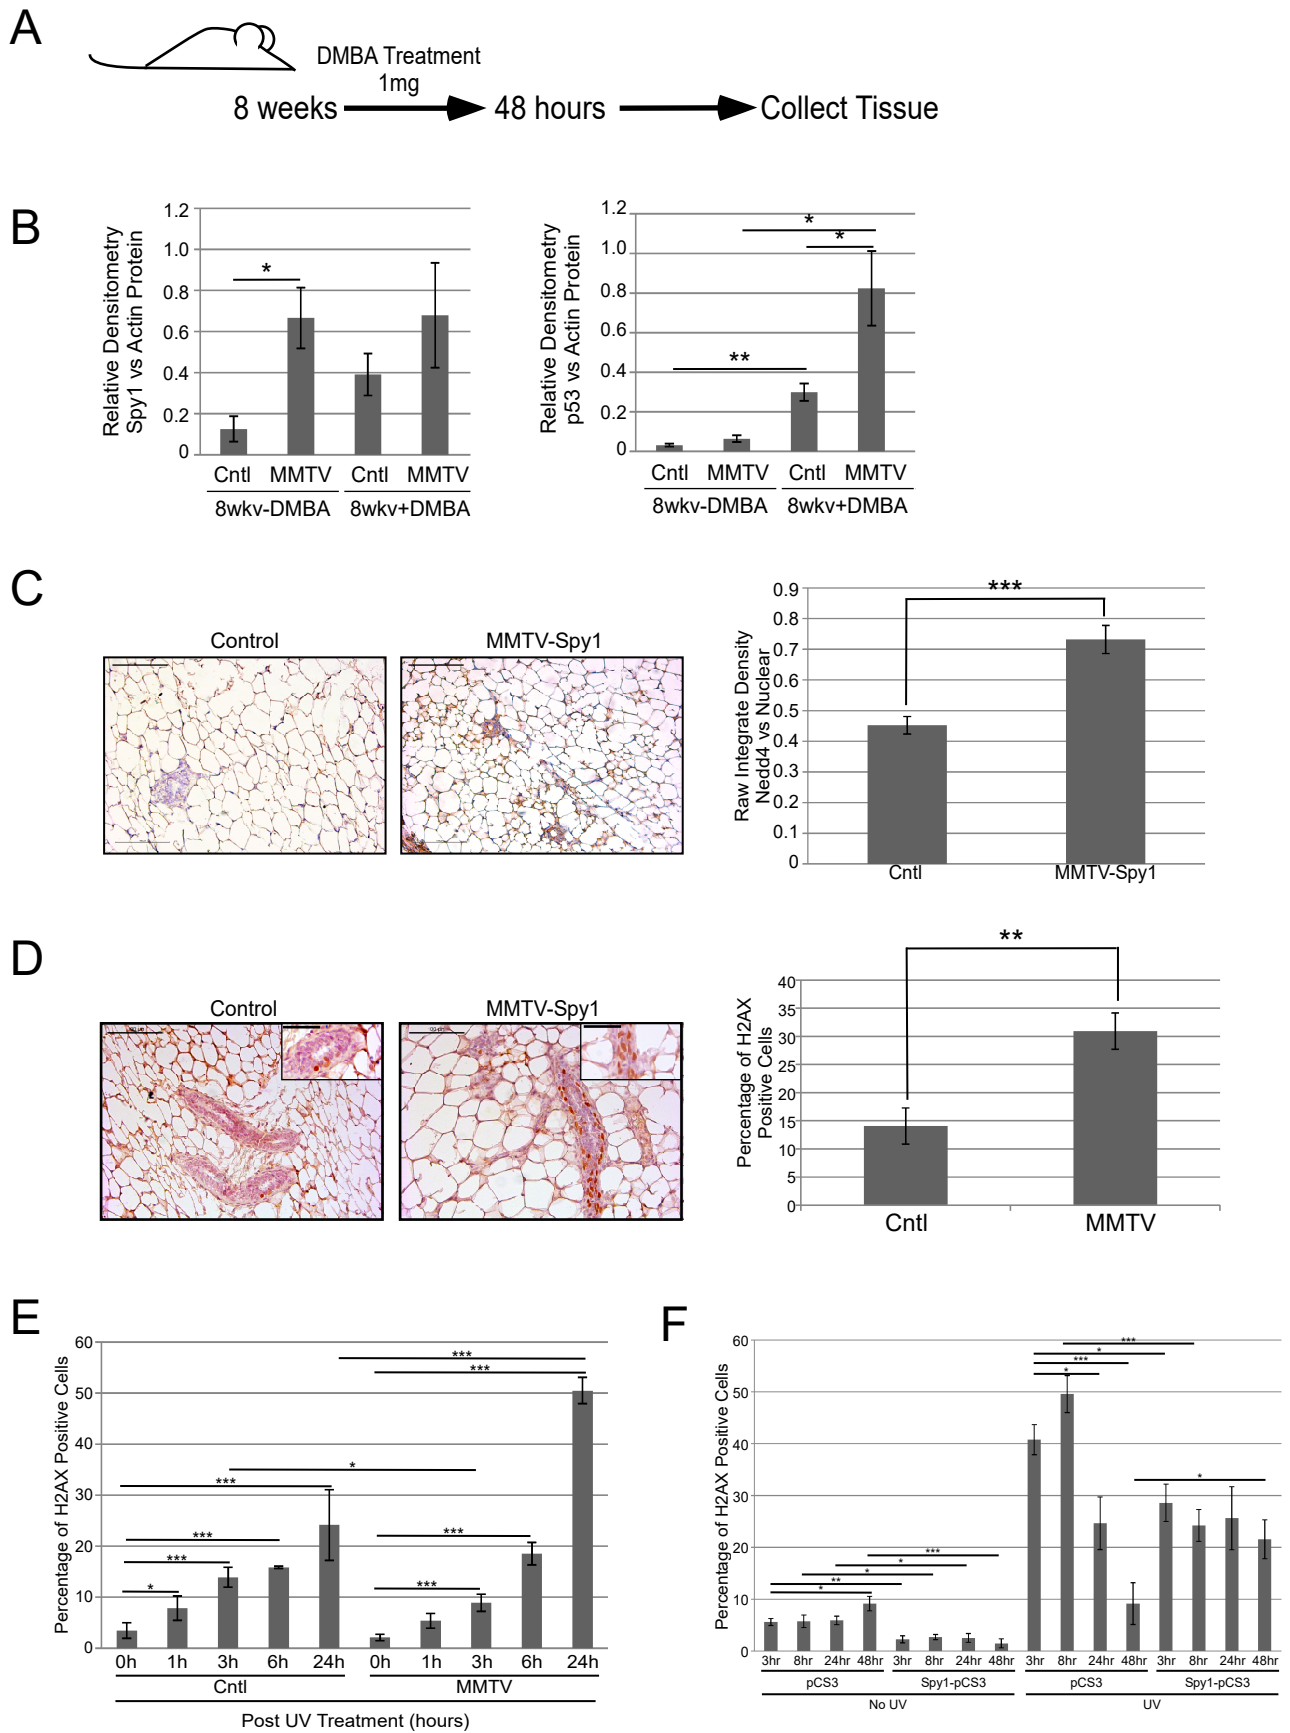 A
DMBA Treatment
1mg
8 weeks
48 hours
Collect Tissue
B
Relative Densitometry
Spy1 vs Actin Protein
1.2
1.0
0.8
0.6
0.4
0.2
0
*
Cntl MMTV Cntl MMTV
8wkv-DMBA 8wkv+DMBA
Relative Densitometry
p53 vs Actin Protein
1.2
1.0
0.8
0.6
0.4
0.2
0
*
*
**
Cntl MMTV Cntl MMTV
8wkv-DMBA 8wkv+DMBA
C
Control
MMTV-Spy1
Raw Integrate Density
Nedd4 vs Nuclear
0.9
0.8
0.7
0.6
0.5
0.4
0.3
0.2
0.1
0
***
Cntl MMTV-Spy1
D
Control
MMTV-Spy1
Percentage of H2AX
Positive Cells
40
35
30
25
20
15
10
5
0
**
Cntl MMTV
E
Percentage of H2AX Positive Cells
60
50
40
30
20
10
0
***
***
*
***
***
***
***
***
*
***
0h 1h 3h 6h 24h 0h 1h 3h 6h 24h
Cntl MMTV
Post UV Treatment (hours)
F
Percentage of H2AX Positive Cells
60
50
40
30
20
10
0
***
*
***
*
*
***
*
*
**
*
3hr 8hr 24hr 48hr 3hr 8hr 24hr 48hr 3hr 8hr 24hr 48hr 3hr 8hr 24hr 48hr
pCS3 Spy1-pCS3 pCS3 Spy1-pCS3
No UV UV